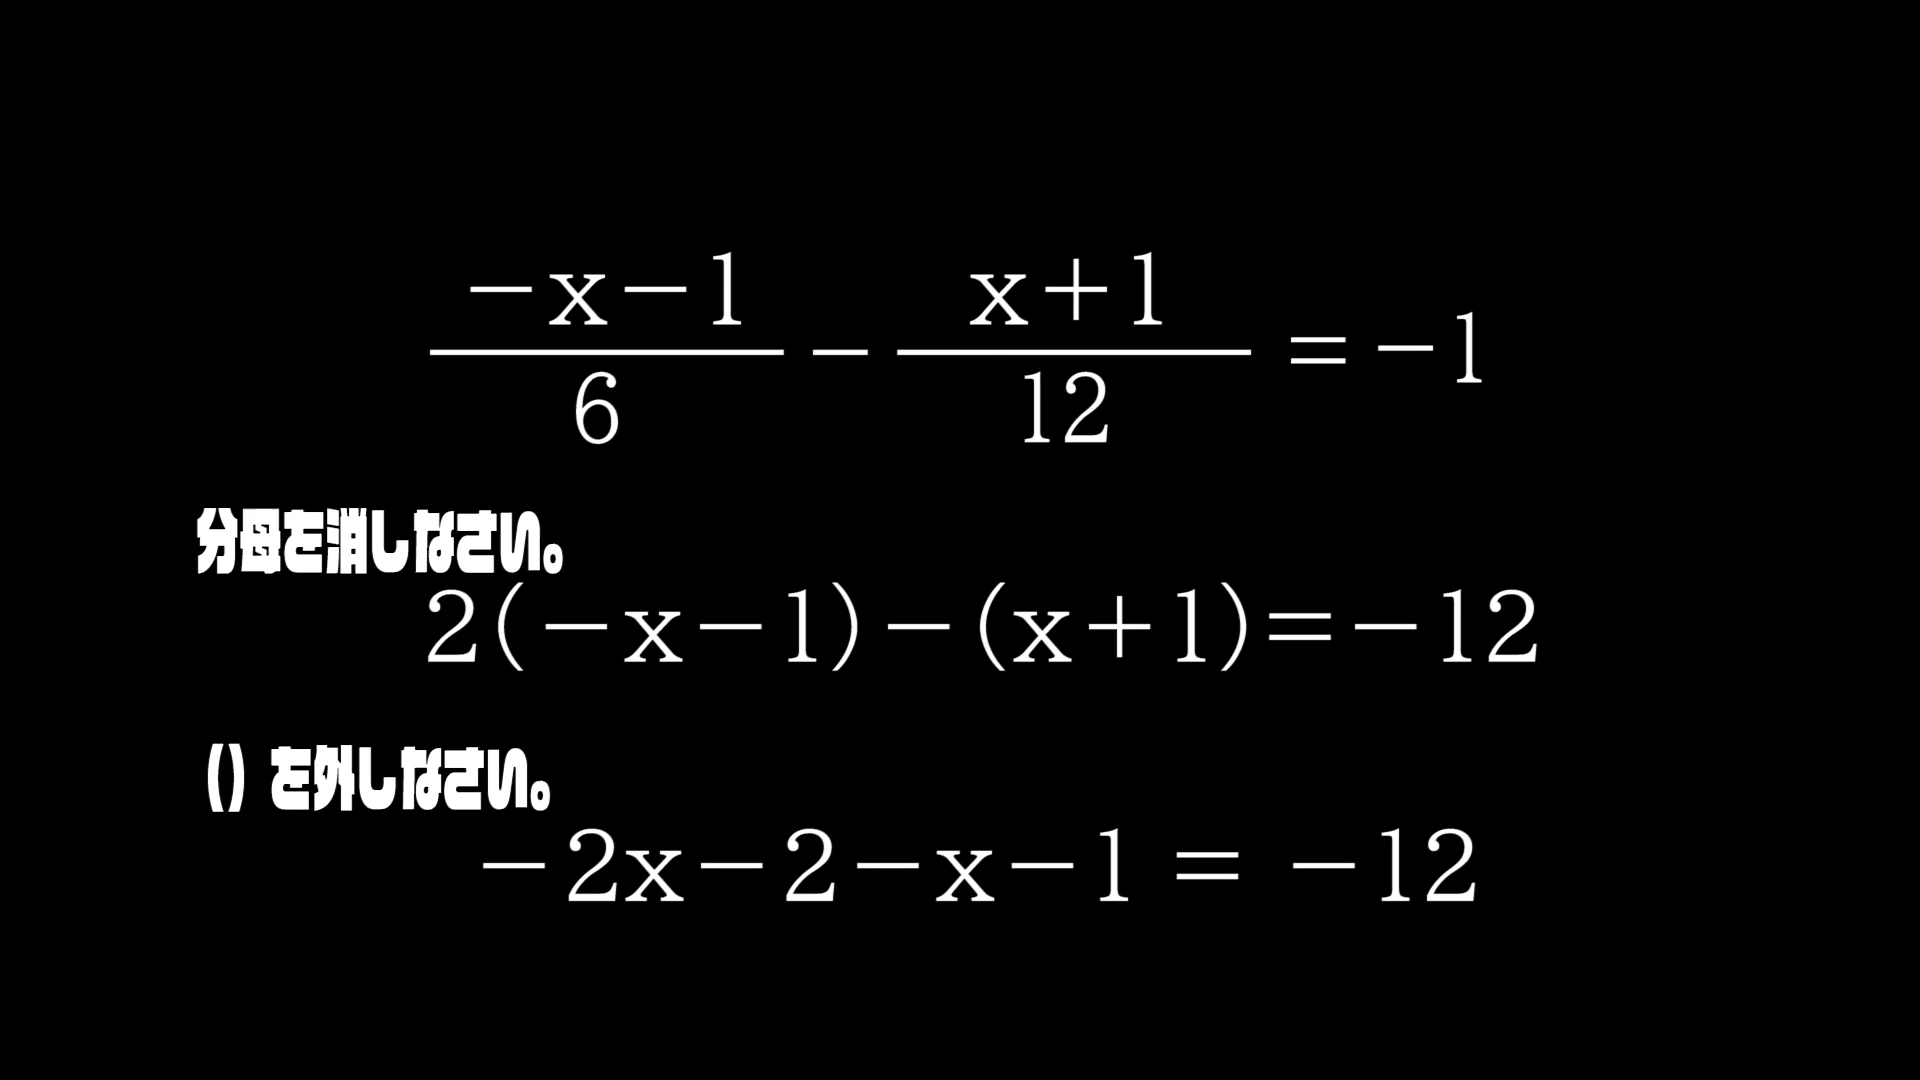 −x−1/6 − x+1/12 = −1
分母を消しなさい。
2(−x−1)−(x+1)=−12
() を外しなさい。
−2x−2−x−1 = −12